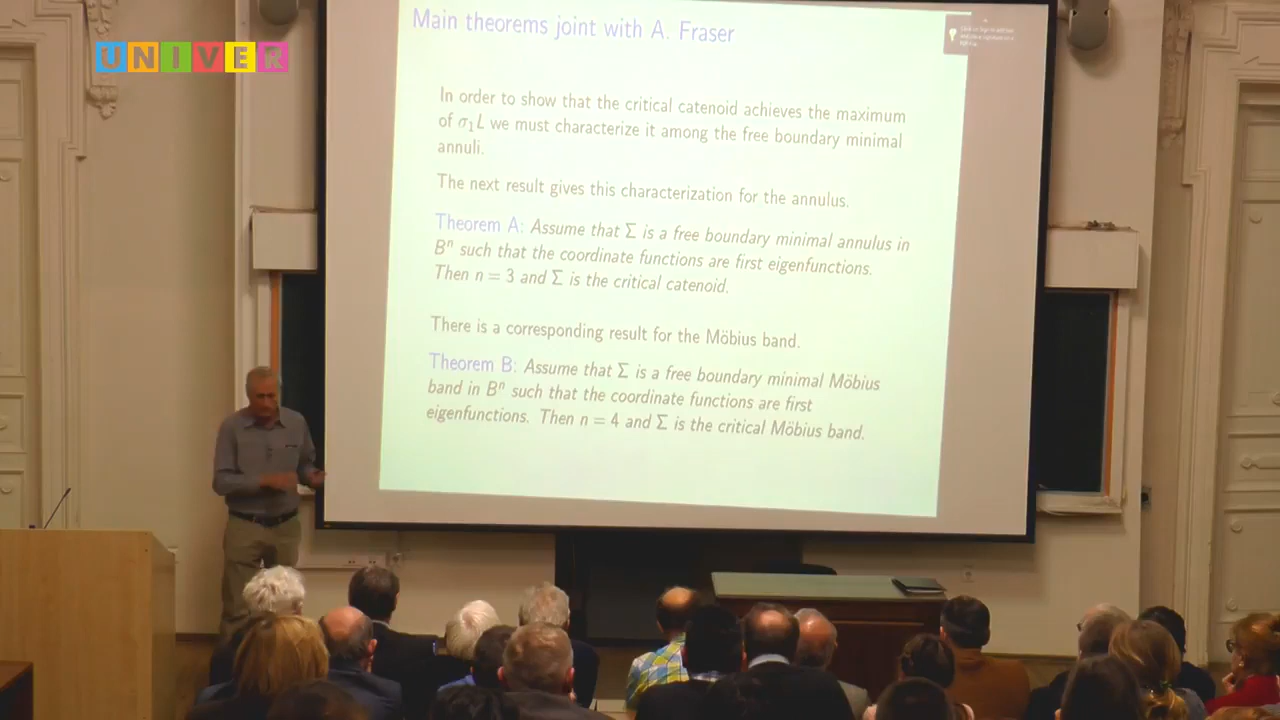 UNIVER
Main theorems joint with A. Fraser
In order to show that the critical catenoid achieves the maximum
of σ₁L we must characterize it among the free boundary minimal
annuli.
The next result gives this characterization for the annulus.
Theorem A: Assume that Σ is a free boundary minimal annulus in
Bⁿ such that the coordinate functions are first eigenfunctions.
Then n = 3 and Σ is the critical catenoid.
There is a corresponding result for the Möbius band.
Theorem B: Assume that Σ is a free boundary minimal Möbius
band in Bⁿ such that the coordinate functions are first
eigenfunctions. Then n = 4 and Σ is the critical Möbius band.